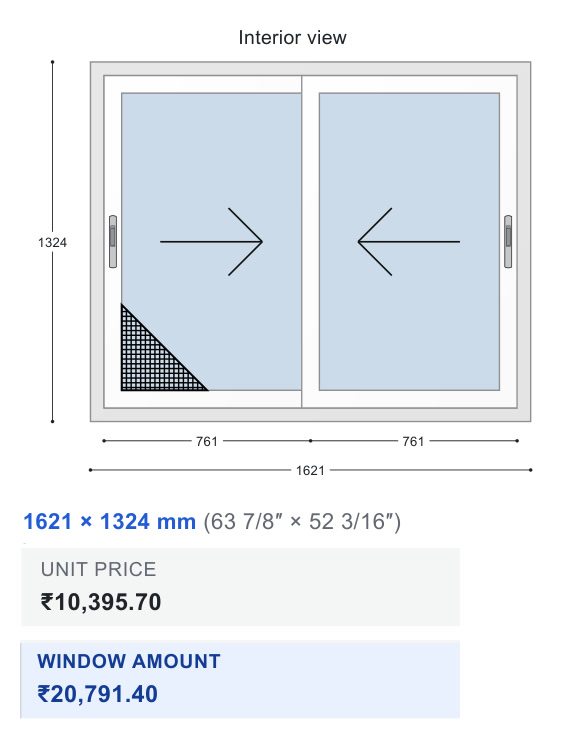 Interior view
1324
761
761
1621
1621 × 1324 mm (63 7/8″ × 52 3/16″)
UNIT PRICE
₹10,395.70
WINDOW AMOUNT
₹20,791.40